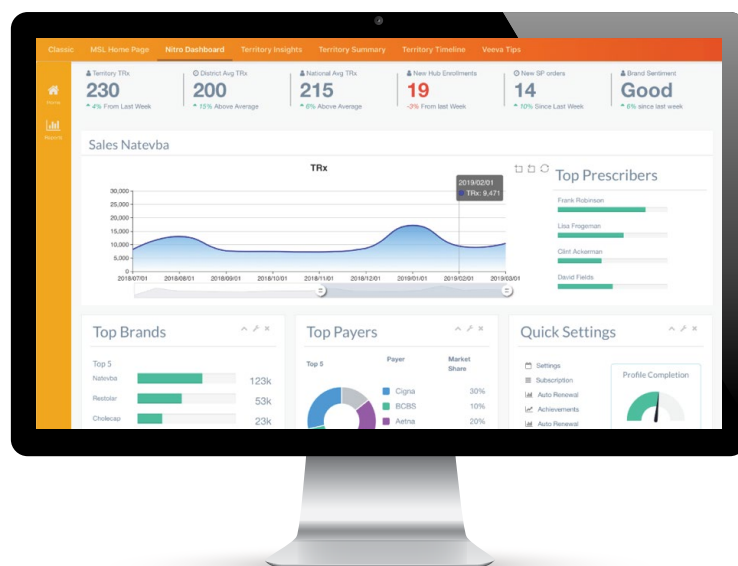 Classic MSL Home Page Nitro Dashboard Territory Insights Territory Summary Territory Timeline Veeva Tips
Home
Reports
Territory TRx
230
4% From Last Week
District Avg TRx
200
15% Above Average
National Avg TRx
215
6% Above Average
New Hub Enrollments
19
-3% From last Week
New SP orders
14
10% Since Last Week
Brand Sentiment
Good
6% since last week
Sales Natevba
TRx
2019/02/01
TRx: 9,471
30,000
25,000
20,000
15,000
10,000
5,000
0
2018/07/01 2018/08/01 2018/09/01 2018/10/01 2018/11/01 2018/12/01 2019/01/01 2019/02/01 2019/03/01
Top Prescribers
Frank Robinson
Lisa Frogeman
Clint Ackerman
David Fields
Top Brands
Top 5
Natevba 123k
Restolar 53k
Cholecap 23k
Top Payers
Top 5 Payer Market Share
Cigna 30%
BCBS 10%
Aetna 20%
Quick Settings
Settings
Subscription
Auto Renewal
Achievements
Auto Renewal
Profile Completion